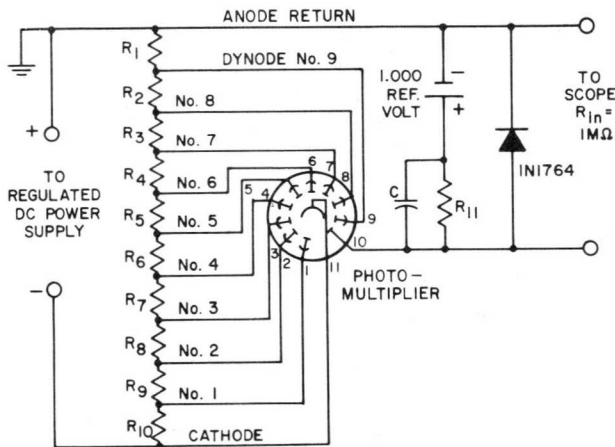 ANODE RETURN
R1
DYNODE No. 9
R2
No. 8
R3
No. 7
R4
No. 6
R5
No. 5
R6
No. 4
R7
No. 3
R8
No. 2
R9
No. 1
R10
CATHODE
+
TO
REGULATED
DC POWER
SUPPLY
−
1
2
3
4
5
6
7
8
9
10
11
PHOTO-
MULTIPLIER
1.000
REF.
VOLT
−
+
C
R11
1N1764
TO
SCOPE
Rin =
1MΩ